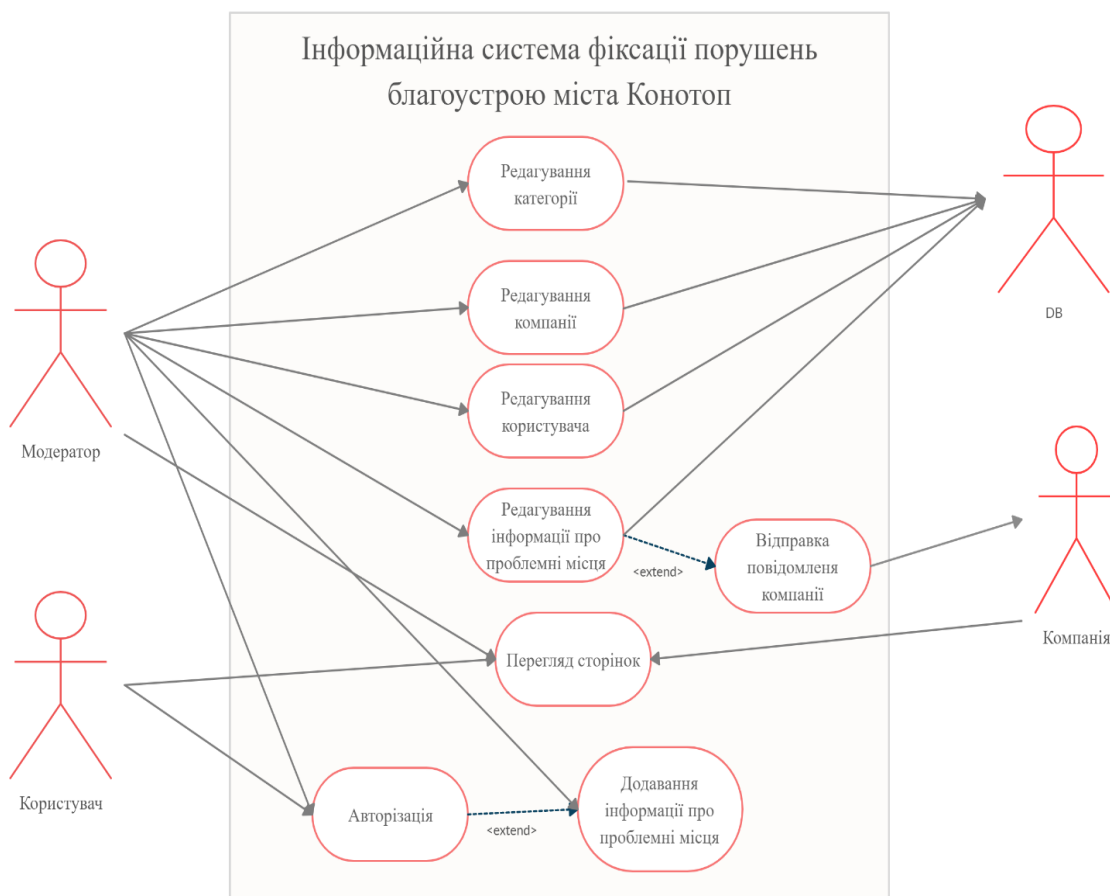 Інформаційна система фіксації порушень
благоустрою міста Конотоп
Редагування
категорії
DB
Редагування
компанії
Редагування
користувача
Модератор
Редагування
інформації про
проблемні місця
<extend>
Відправка
повідомленя
компанії
Компанія
Перегляд сторінок
Користувач
Авторізація
<extend>
Додавання
інформації про
проблемні місця